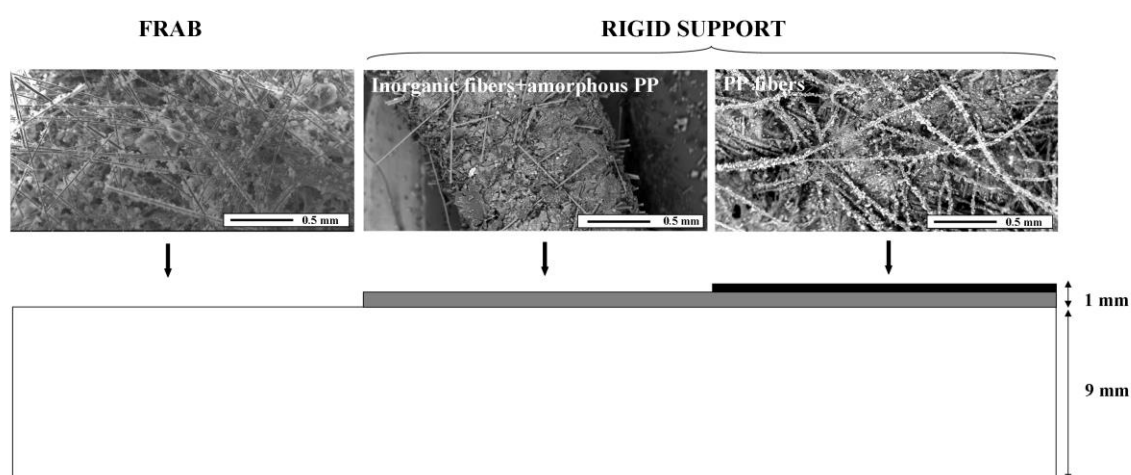 FRAB
RIGID SUPPORT
Inorganic fibers+amorphous PP
PP fibers
0.5 mm
0.5 mm
0.5 mm
1 mm
9 mm